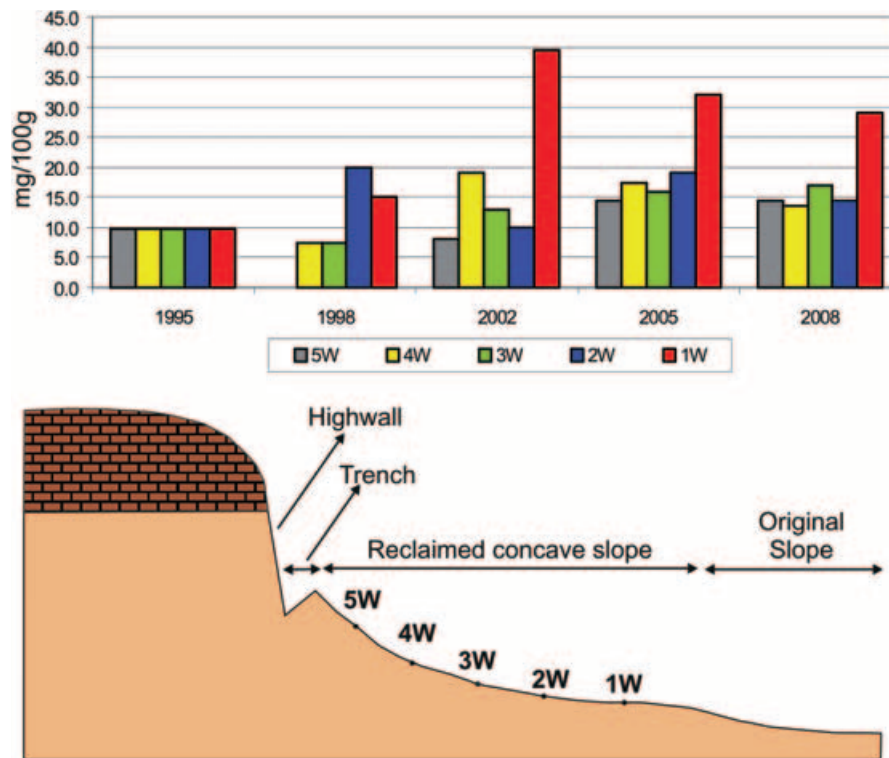 45.0
40.0
35.0
30.0
25.0
20.0
15.0
10.0
5.0
0.0
mg/100g
1995 1998 2002 2005 2008
5W 4W 3W 2W 1W
Highwall
Trench
Reclaimed concave slope
Original
Slope
5W
4W
3W
2W
1W